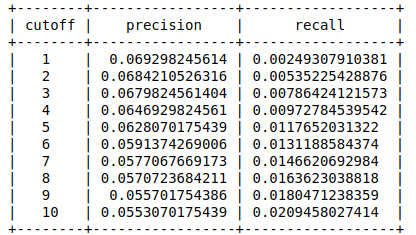 +--------+-----------------+------------------+
| cutoff |    precision    |      recall      |
+--------+-----------------+------------------+
|   1    |  0.069298245614 | 0.00249307910381 |
|   2    | 0.0684210526316 | 0.00535225428876 |
|   3    | 0.0679824561404 | 0.00786424121573 |
|   4    | 0.0646929824561 | 0.00972784539542 |
|   5    | 0.0628070175439 | 0.0117652031322  |
|   6    | 0.0591374269006 | 0.0131188584374  |
|   7    | 0.0577067669173 | 0.0146620692984  |
|   8    | 0.0570723684211 | 0.0163623038818  |
|   9    |  0.055701754386 | 0.0180471238359  |
|   10   | 0.0553070175439 | 0.0209458027414  |
+--------+-----------------+------------------+